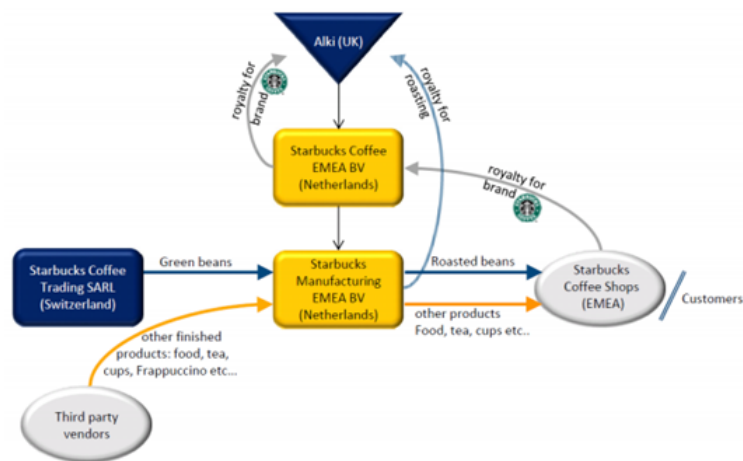 Alki (UK)
royalty for
brand
royalty for
roasting
Starbucks Coffee
EMEA BV
(Netherlands)
royalty for
brand
Starbucks Coffee
Trading SARL
(Switzerland)
Green beans
Starbucks
Manufacturing
EMEA BV
(Netherlands)
Roasted beans
Starbucks
Coffee Shops
(EMEA)
Customers
other finished
products: food, tea,
cups, Frappuccino etc...
other products
Food, tea, cups etc..
Third party
vendors